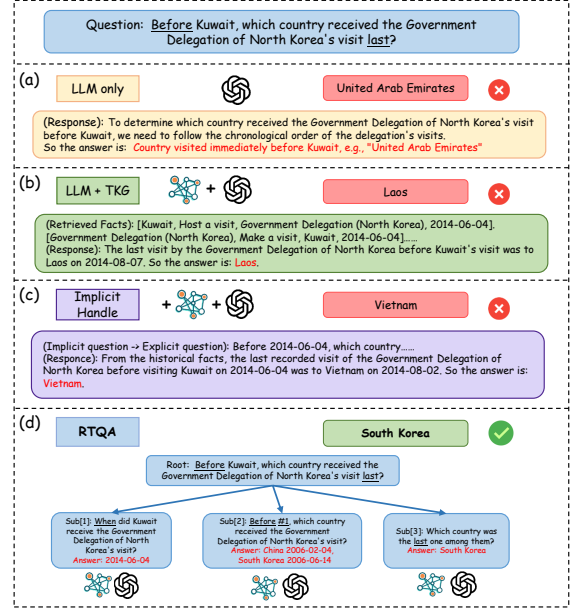 Question: Before Kuwait, which country received the Government
Delegation of North Korea's visit last?
(a)
LLM only
United Arab Emirates
(Response): To determine which country received the Government Delegation of North Korea's visit
before Kuwait, we need to follow the chronological order of the delegation's visits.
So the answer is: Country visited immediately before Kuwait, e.g., "United Arab Emirates"
(b)
LLM + TKG
+
Laos
(Retrieved Facts): [Kuwait, Host a visit, Government Delegation (North Korea), 2014-06-04].
[Government Delegation (North Korea), Make a visit, Kuwait, 2014-06-04]......
(Response): The last visit by the Government Delegation of North Korea before Kuwait's visit was to
Laos on 2014-08-07. So the answer is: Laos.
(c)
Implicit
Handle
+ +
Vietnam
(Implicit question -> Explicit question): Before 2014-06-04, which country......
(Responce): From the historical facts, the last recorded visit of the Government Delegation of
North Korea before visiting Kuwait on 2014-06-04 was to Vietnam on 2014-08-02. So the answer is:
Vietnam.
(d)
RTQA
South Korea
Root: Before Kuwait, which country received the
Government Delegation of North Korea's visit last?
Sub[1]: When did Kuwait
receive the Government
Delegation of North
Korea's visit?
Answer: 2014-06-04
Sub[2]: Before #1, which country
received the Government
Delegation of North Korea's visit?
Answer: China 2006-02-04,
South Korea 2006-06-14
Sub[3]: Which country was
the last one among them?
Answer: South Korea